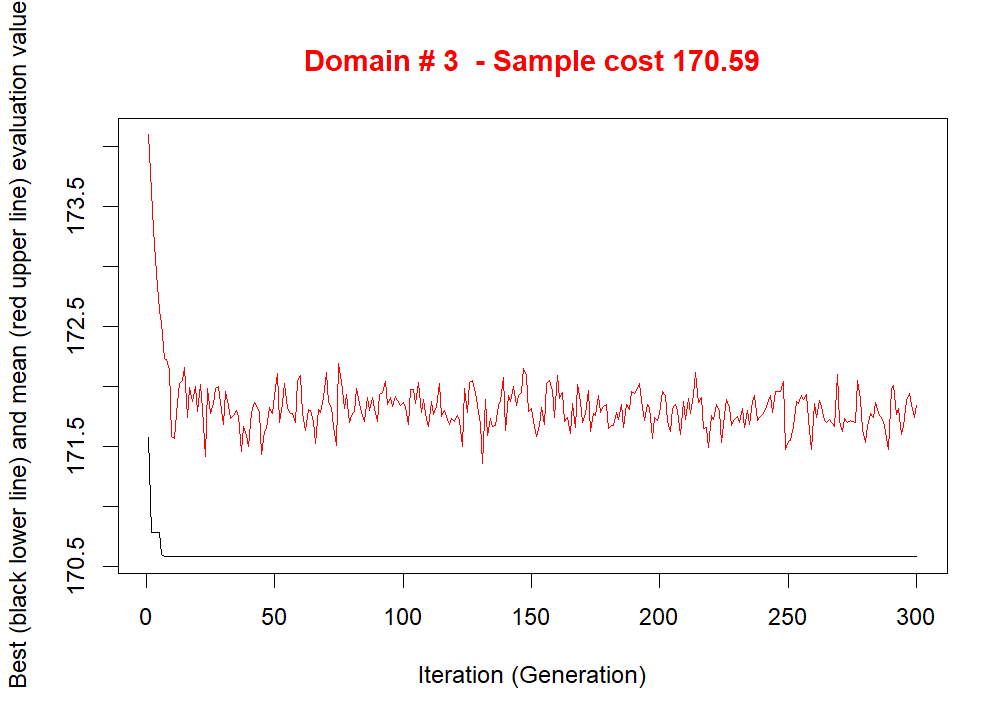 Domain # 3  - Sample cost 170.59
Best (black lower line) and mean (red upper line) evaluation value
173.5
172.5
171.5
170.5
0 50 100 150 200 250 300
Iteration (Generation)